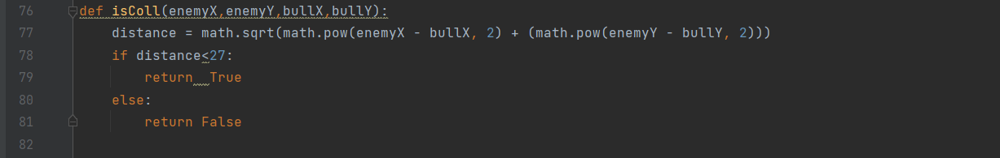 76 def isColl(enemyX,enemyY,bullX,bullY):
77     distance = math.sqrt(math.pow(enemyX - bullX, 2) + (math.pow(enemyY - bullY, 2)))
78     if distance<27:
79         return  True
80     else:
81         return False
82